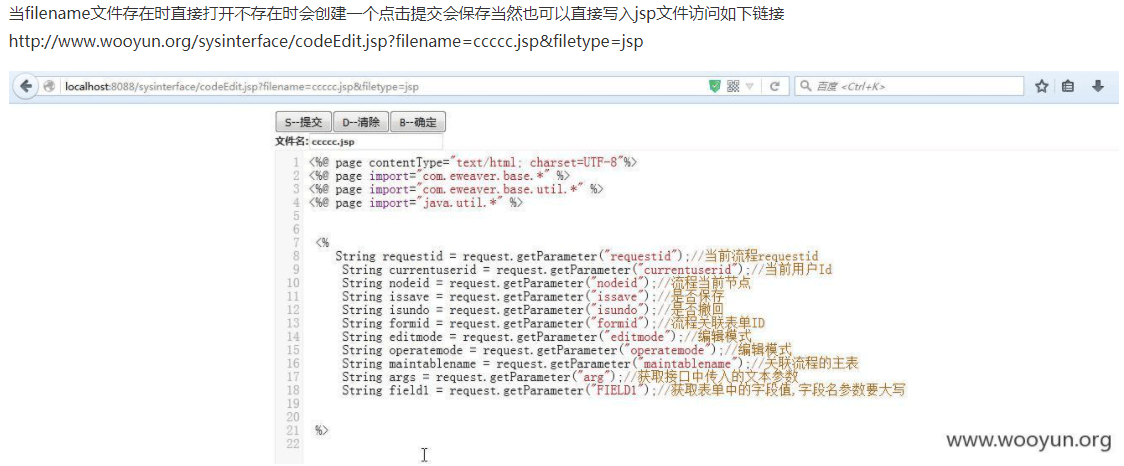 当filename文件存在时直接打开不存在时会创建一个点击提交会保存当然也可以直接写入jsp文件访问如下链接
http://www.wooyun.org/sysinterface/codeEdit.jsp?filename=ccccc.jsp&filetype=jsp
localhost:8088/sysinterface/codeEdit.jsp?filename=ccccc.jsp&filetype=jsp
百度 <Ctrl+K>
S--提交 D--清除 B--确定
文件名: ccccc.jsp
1 <%@ page contentType="text/html; charset=UTF-8"%>
2 <%@ page import="com.eweaver.base.*" %>
3 <%@ page import="com.eweaver.base.util.*" %>
4 <%@ page import="java.util.*" %>
5
6
7 <%
8 String requestid = request.getParameter("requestid");//当前流程requestid
9 String currentuserid = request.getParameter("currentuserid");//当前用户Id
10 String nodeid = request.getParameter("nodeid");//流程当前节点
11 String issave = request.getParameter("issave");//是否保存
12 String isundo = request.getParameter("isundo");//是否撤回
13 String formid = request.getParameter("formid");//流程关联表单ID
14 String editmode = request.getParameter("editmode");//编辑模式
15 String operatemode = request.getParameter("operatemode");//编辑模式
16 String maintablename = request.getParameter("maintablename");//关联流程的主表
17 String args = request.getParameter("arg");//获取接口中传入的文本参数
18 String field1 = request.getParameter("FIELD1");//获取表单中的字段值,字段名参数要大写
19
20
21 %>
22
www.wooyun.org